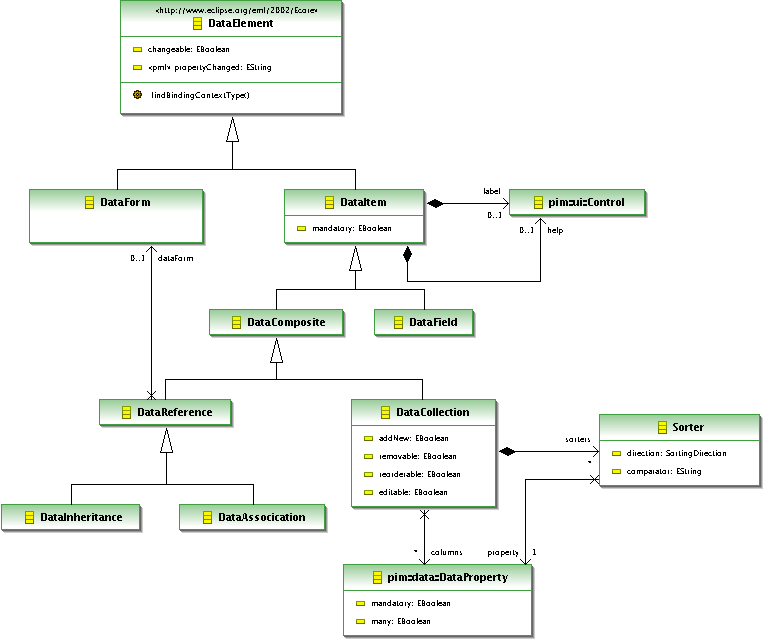 <http://www.eclipse.org/emf/2002/Ecore>
DataElement
changeable: EBoolean
<pml> propertyChanged: EString
findBindingContextType()
DataForm
DataItem
mandatory: EBoolean
label
0..1
pim::ui::Control
0..1 help
0..1 dataForm
DataComposite
DataField
DataReference
DataCollection
addNew: EBoolean
removable: EBoolean
reorderable: EBoolean
editable: EBoolean
sorters
*
Sorter
direction: SortingDirection
comparator: EString
DataInheritance
DataAssocication
* columns
property 1
pim::data::DataProperty
mandatory: EBoolean
many: EBoolean